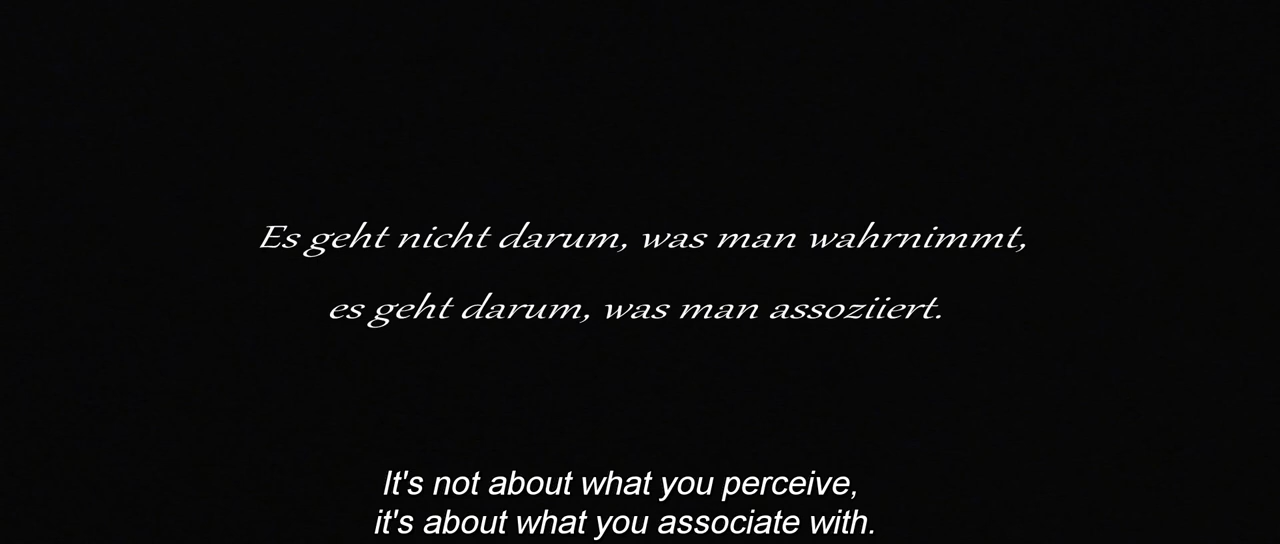 Es geht nicht darum, was man wahrnimmt,
es geht darum, was man assoziiert.
It's not about what you perceive,
it's about what you associate with.